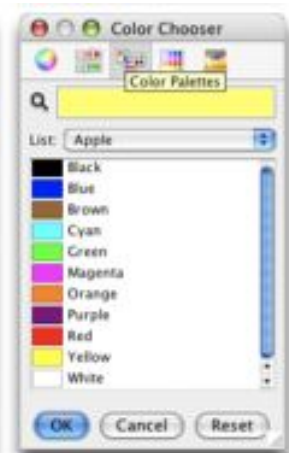 Color Chooser
Color Palettes
List: Apple
Black
Blue
Brown
Cyan
Green
Magenta
Orange
Purple
Red
Yellow
White
OK Cancel Reset